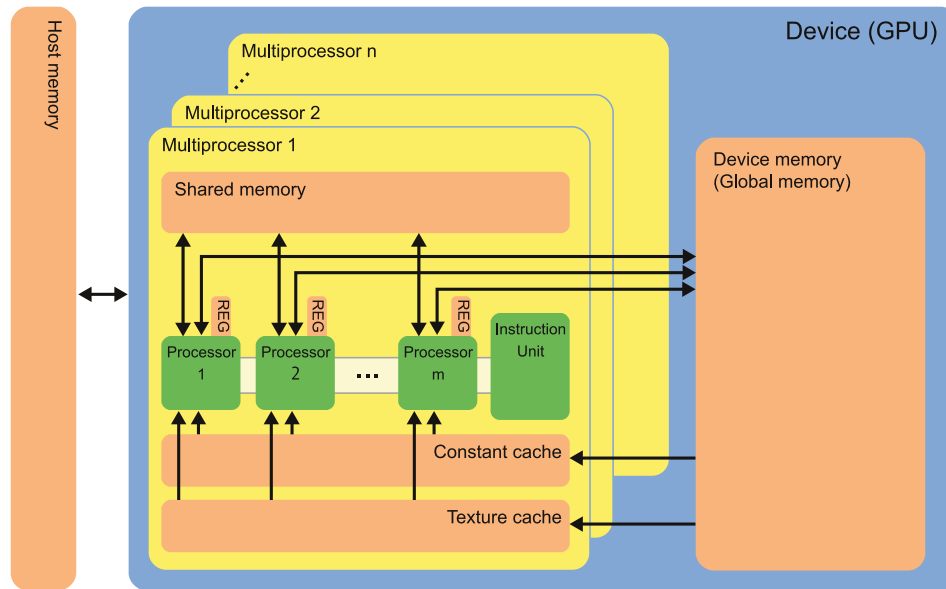 Host memory
Device (GPU)
Multiprocessor n
...
Multiprocessor 2
Multiprocessor 1
Shared memory
Device memory
(Global memory)
REG
REG
REG
Processor
1
Processor
2
...
Processor
m
Instruction
Unit
Constant cache
Texture cache